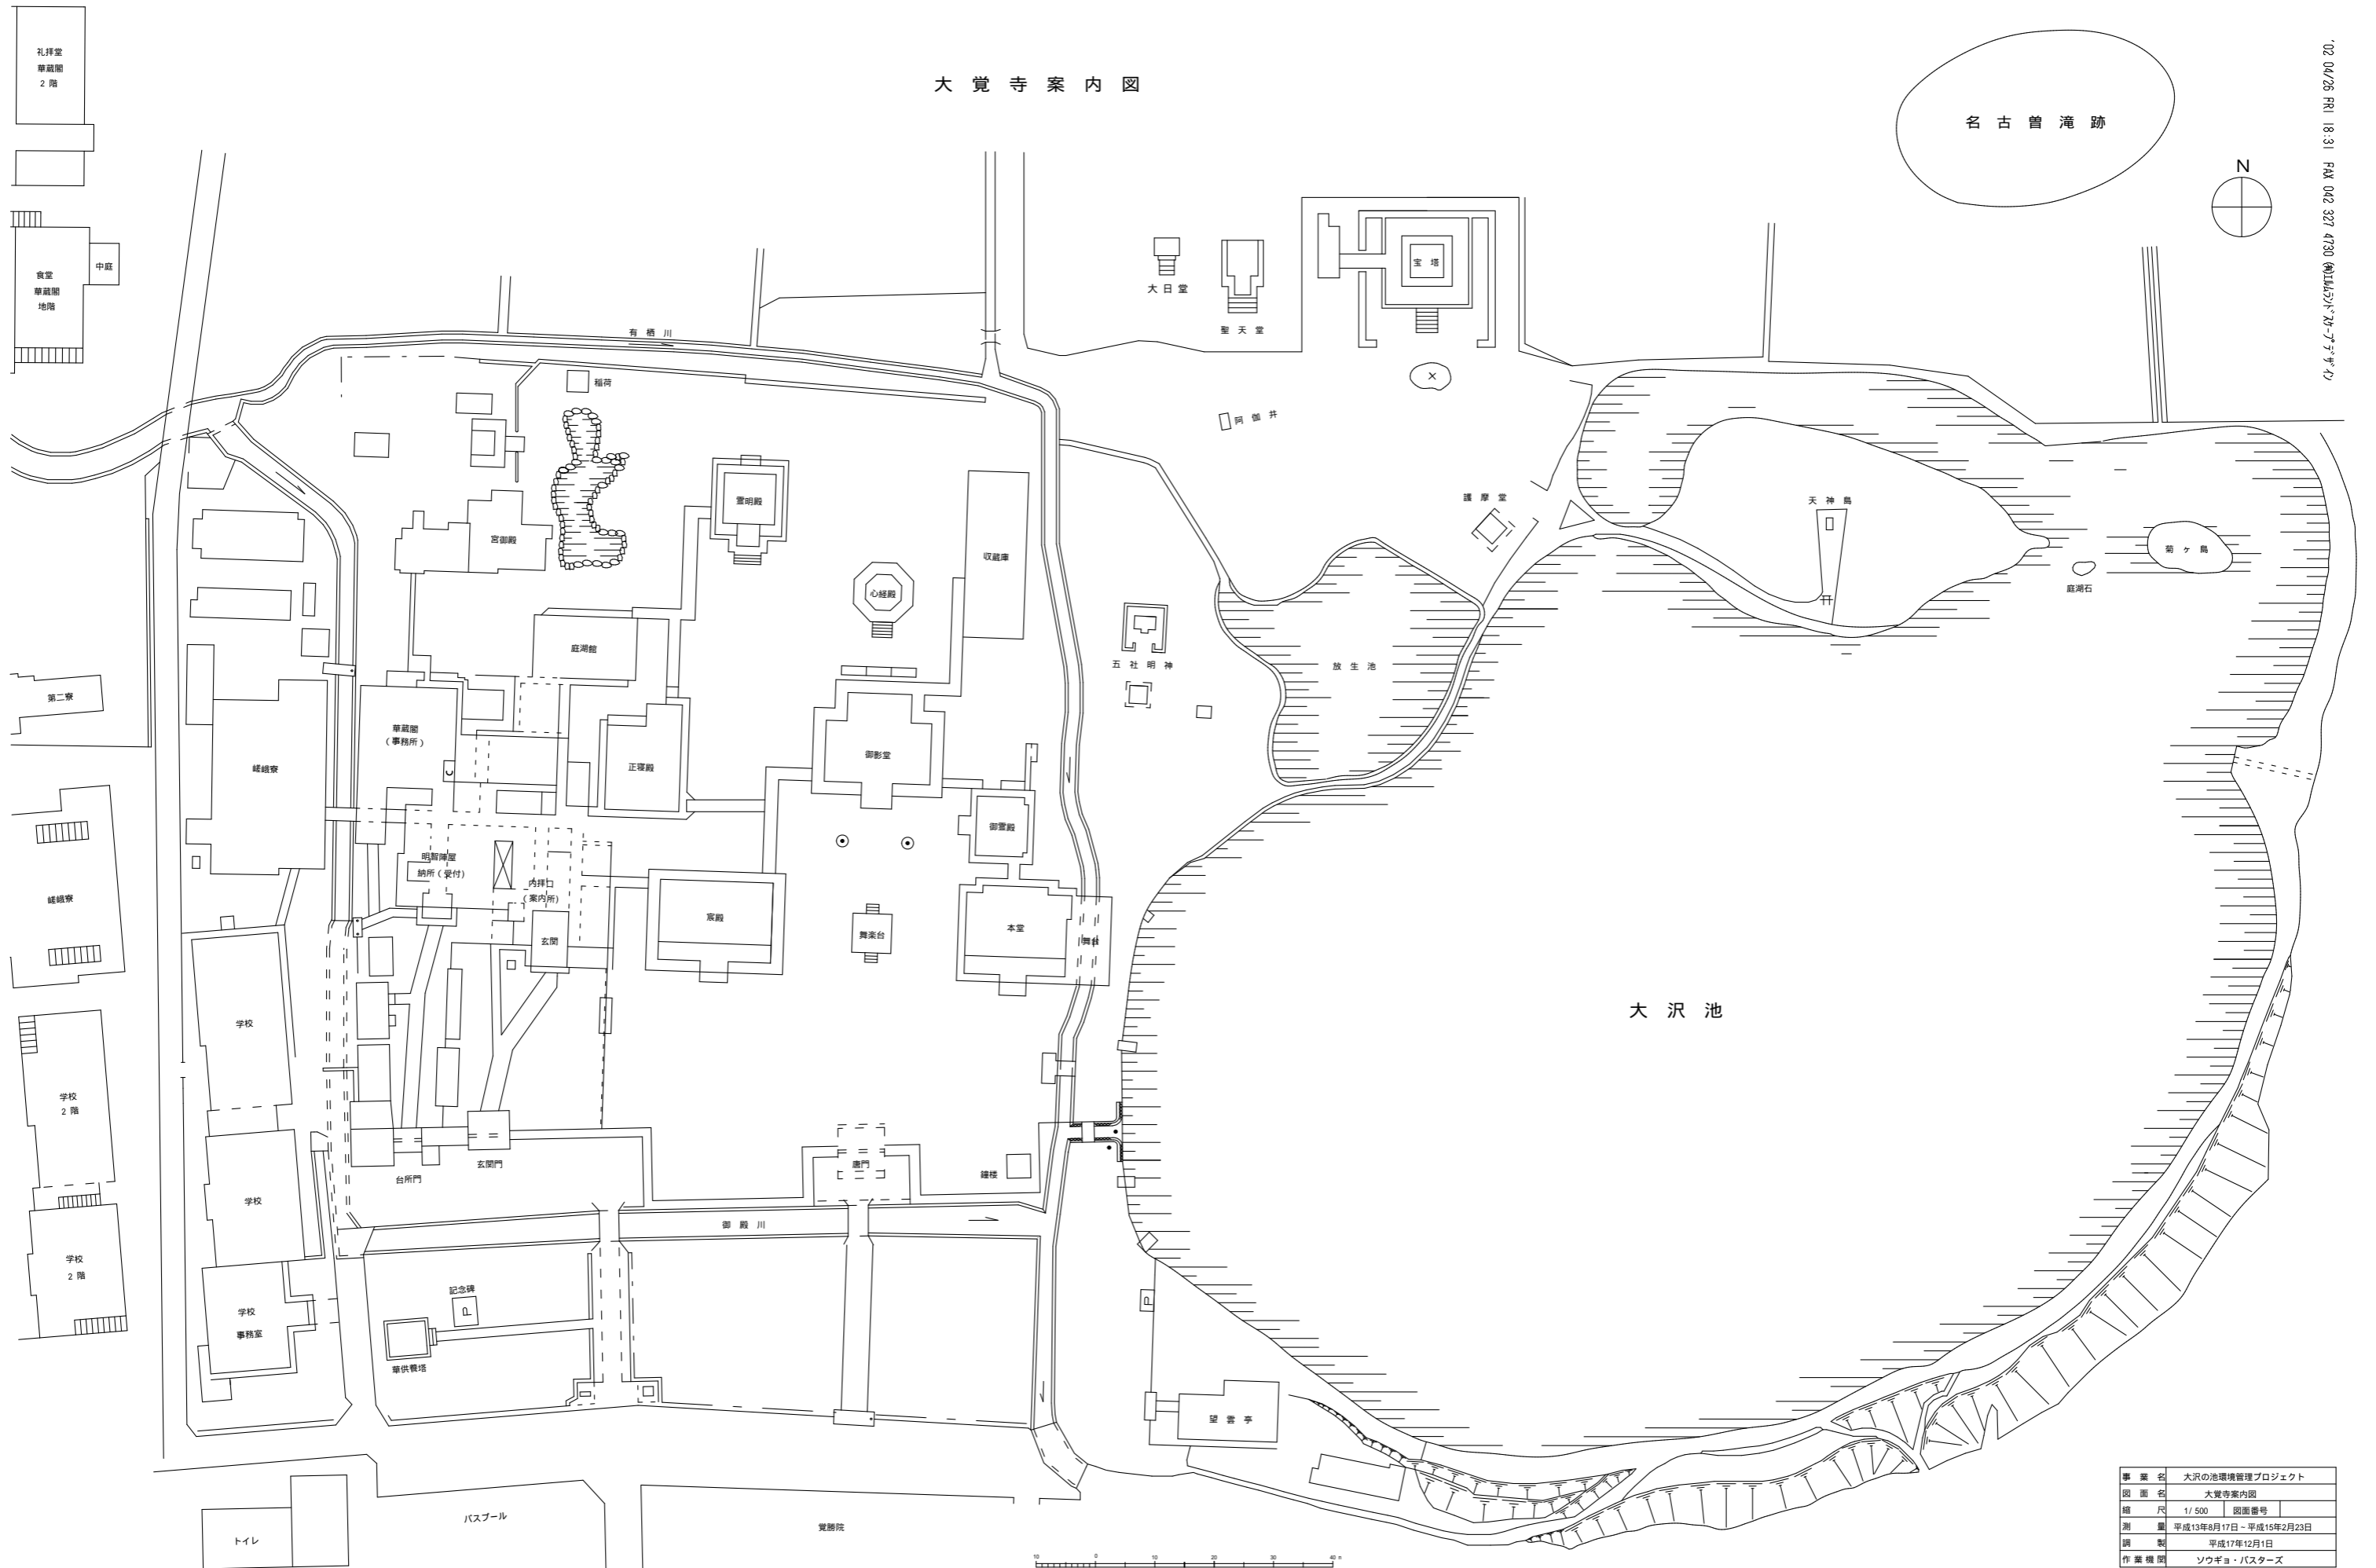 大覚寺案内図
名古曽滝跡
N
'02 04/26 FRI 18:31 FAX 042 327 4730
礼拝堂
華蔵閣
2 階
食堂
華蔵閣
地階
中庭
有栖川
稲荷
大日堂
聖天堂
宝塔
阿伽井
護摩堂
天神島
菊ヶ島
庭湖石
宮御殿
霊明殿
心経殿
収蔵庫
庭湖館
五社明神
放生池
第二寮
華蔵閣
(事務所)
嵯峨寮
正寝殿
御影堂
御霊殿
嵯峨寮
明智陣屋
納所(受付)
内拝口
(案内所)
玄関
宸殿
舞楽台
本堂
舞台
大沢池
学校
学校
2 階
学校
台所門
玄関門
唐門
鐘楼
御殿川
学校
2 階
学校
事務室
記念碑
P
華供養塔
P
望雲亭
トイレ
バスプール
覚勝院
10 0 10 20 30 40 m
事業名 大沢の池環境管理プロジェクト
図面名 大覚寺案内図
縮尺 1/500 図面番号
測量 平成13年8月17日~平成15年2月23日
調製 平成17年12月1日
作業機関 ソウギョ・バスターズ